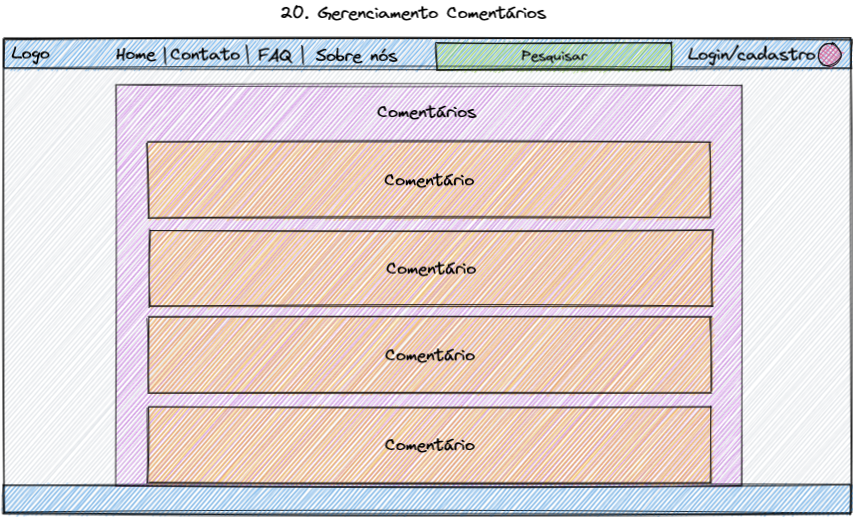 20. Gerenciamento Comentários
Logo Home | Contato | FAQ | Sobre nós Pesquisar Login/cadastro
Comentários
Comentário
Comentário
Comentário
Comentário